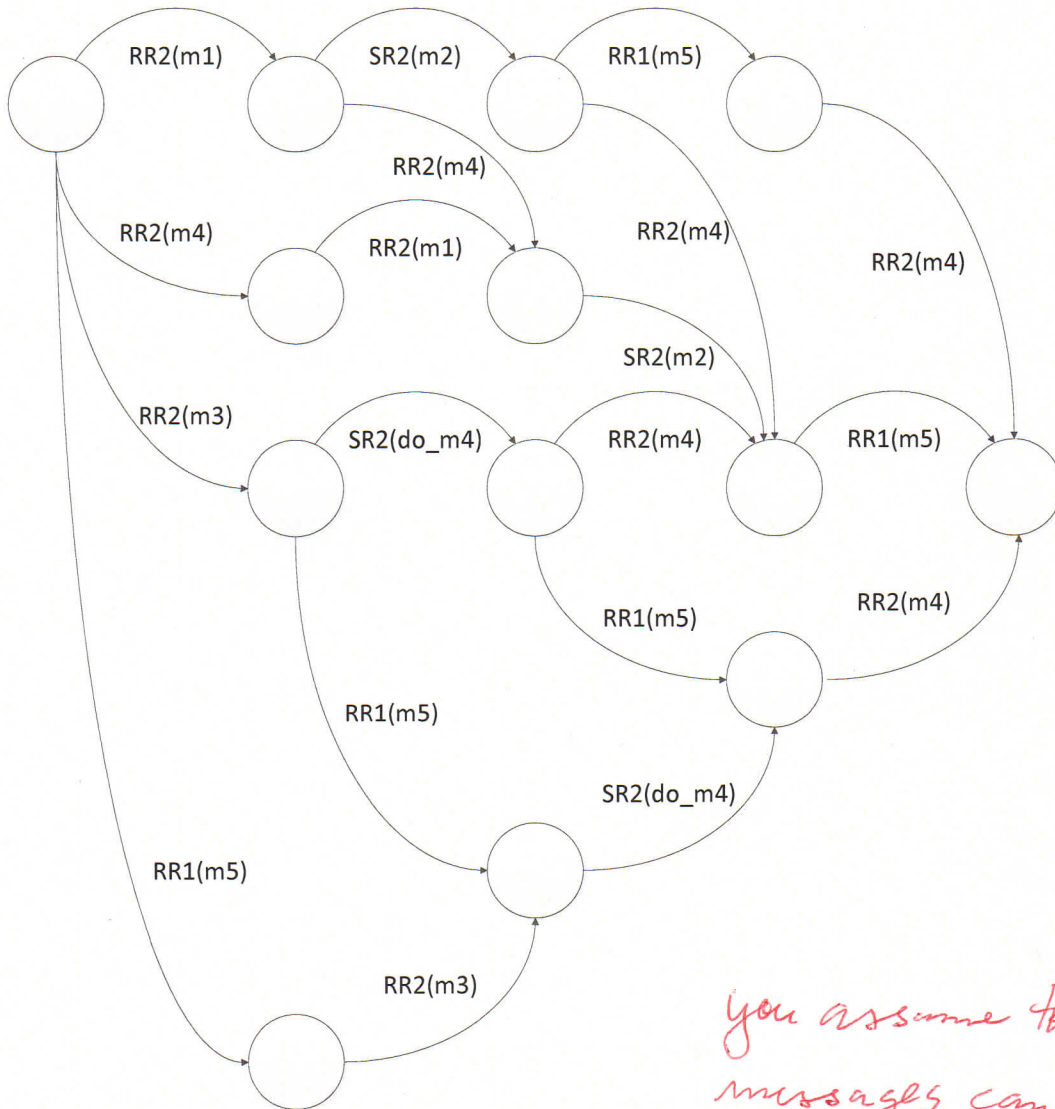 RR2(m1) SR2(m2) RR1(m5)
RR2(m4)
RR2(m4) RR2(m1) RR2(m4) RR2(m4)
SR2(m2)
RR2(m3) SR2(do_m4) RR2(m4) RR1(m5)
RR1(m5) RR2(m4)
RR1(m5)
SR2(do_m4)
RR1(m5)
RR2(m3)
you assume
messages can